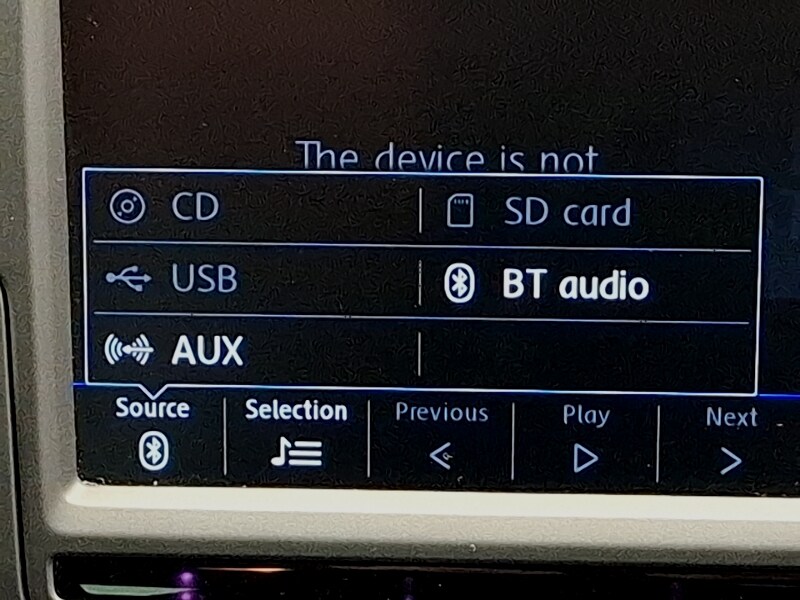 The device is not
CD
SD card
USB
BT audio
AUX
Source
Selection
Previous
Play
Next